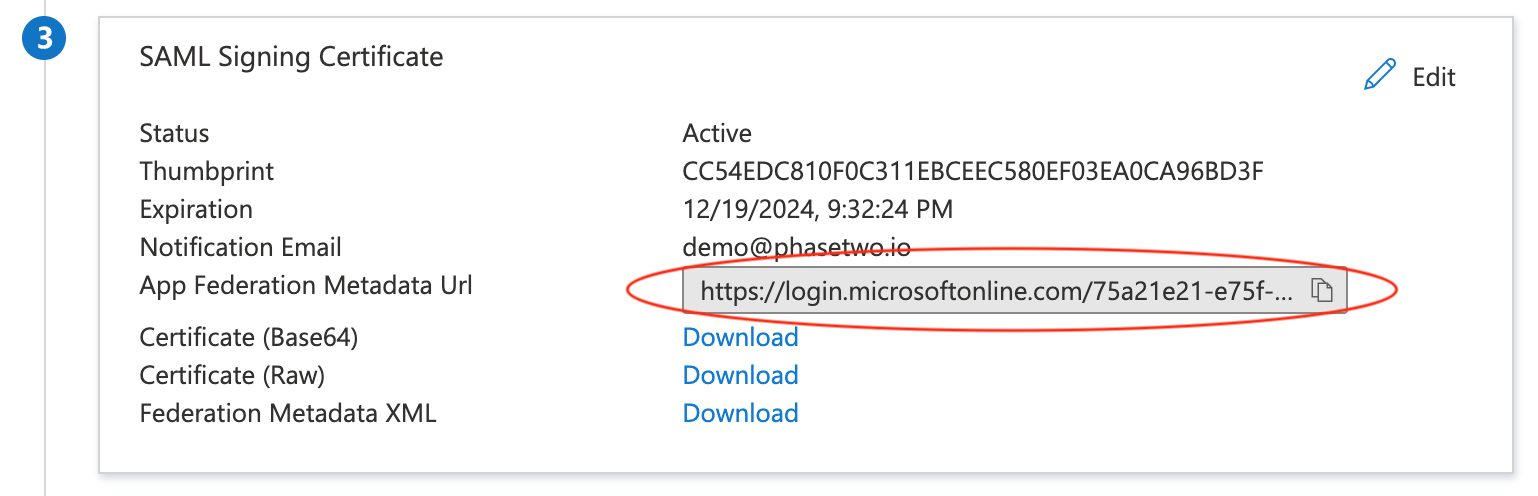 3
SAML Signing Certificate
Edit
Status Active
Thumbprint CC54EDC810F0C311EBCEEC580EF03EA0CA96BD3F
Expiration 12/19/2024, 9:32:24 PM
Notification Email demo@phasetwo.io
App Federation Metadata Url https://login.microsoftonline.com/75a21e21-e75f-...
Certificate (Base64) Download
Certificate (Raw) Download
Federation Metadata XML Download